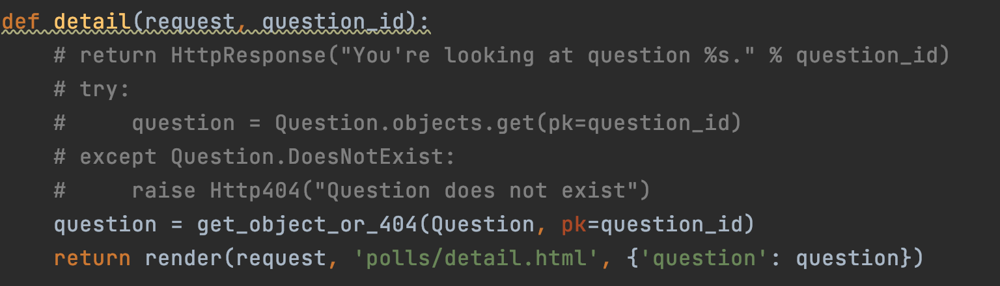 def detail(request, question_id):
    # return HttpResponse("You're looking at question %s." % question_id)
    # try:
    #     question = Question.objects.get(pk=question_id)
    # except Question.DoesNotExist:
    #     raise Http404("Question does not exist")
    question = get_object_or_404(Question, pk=question_id)
    return render(request, 'polls/detail.html', {'question': question})